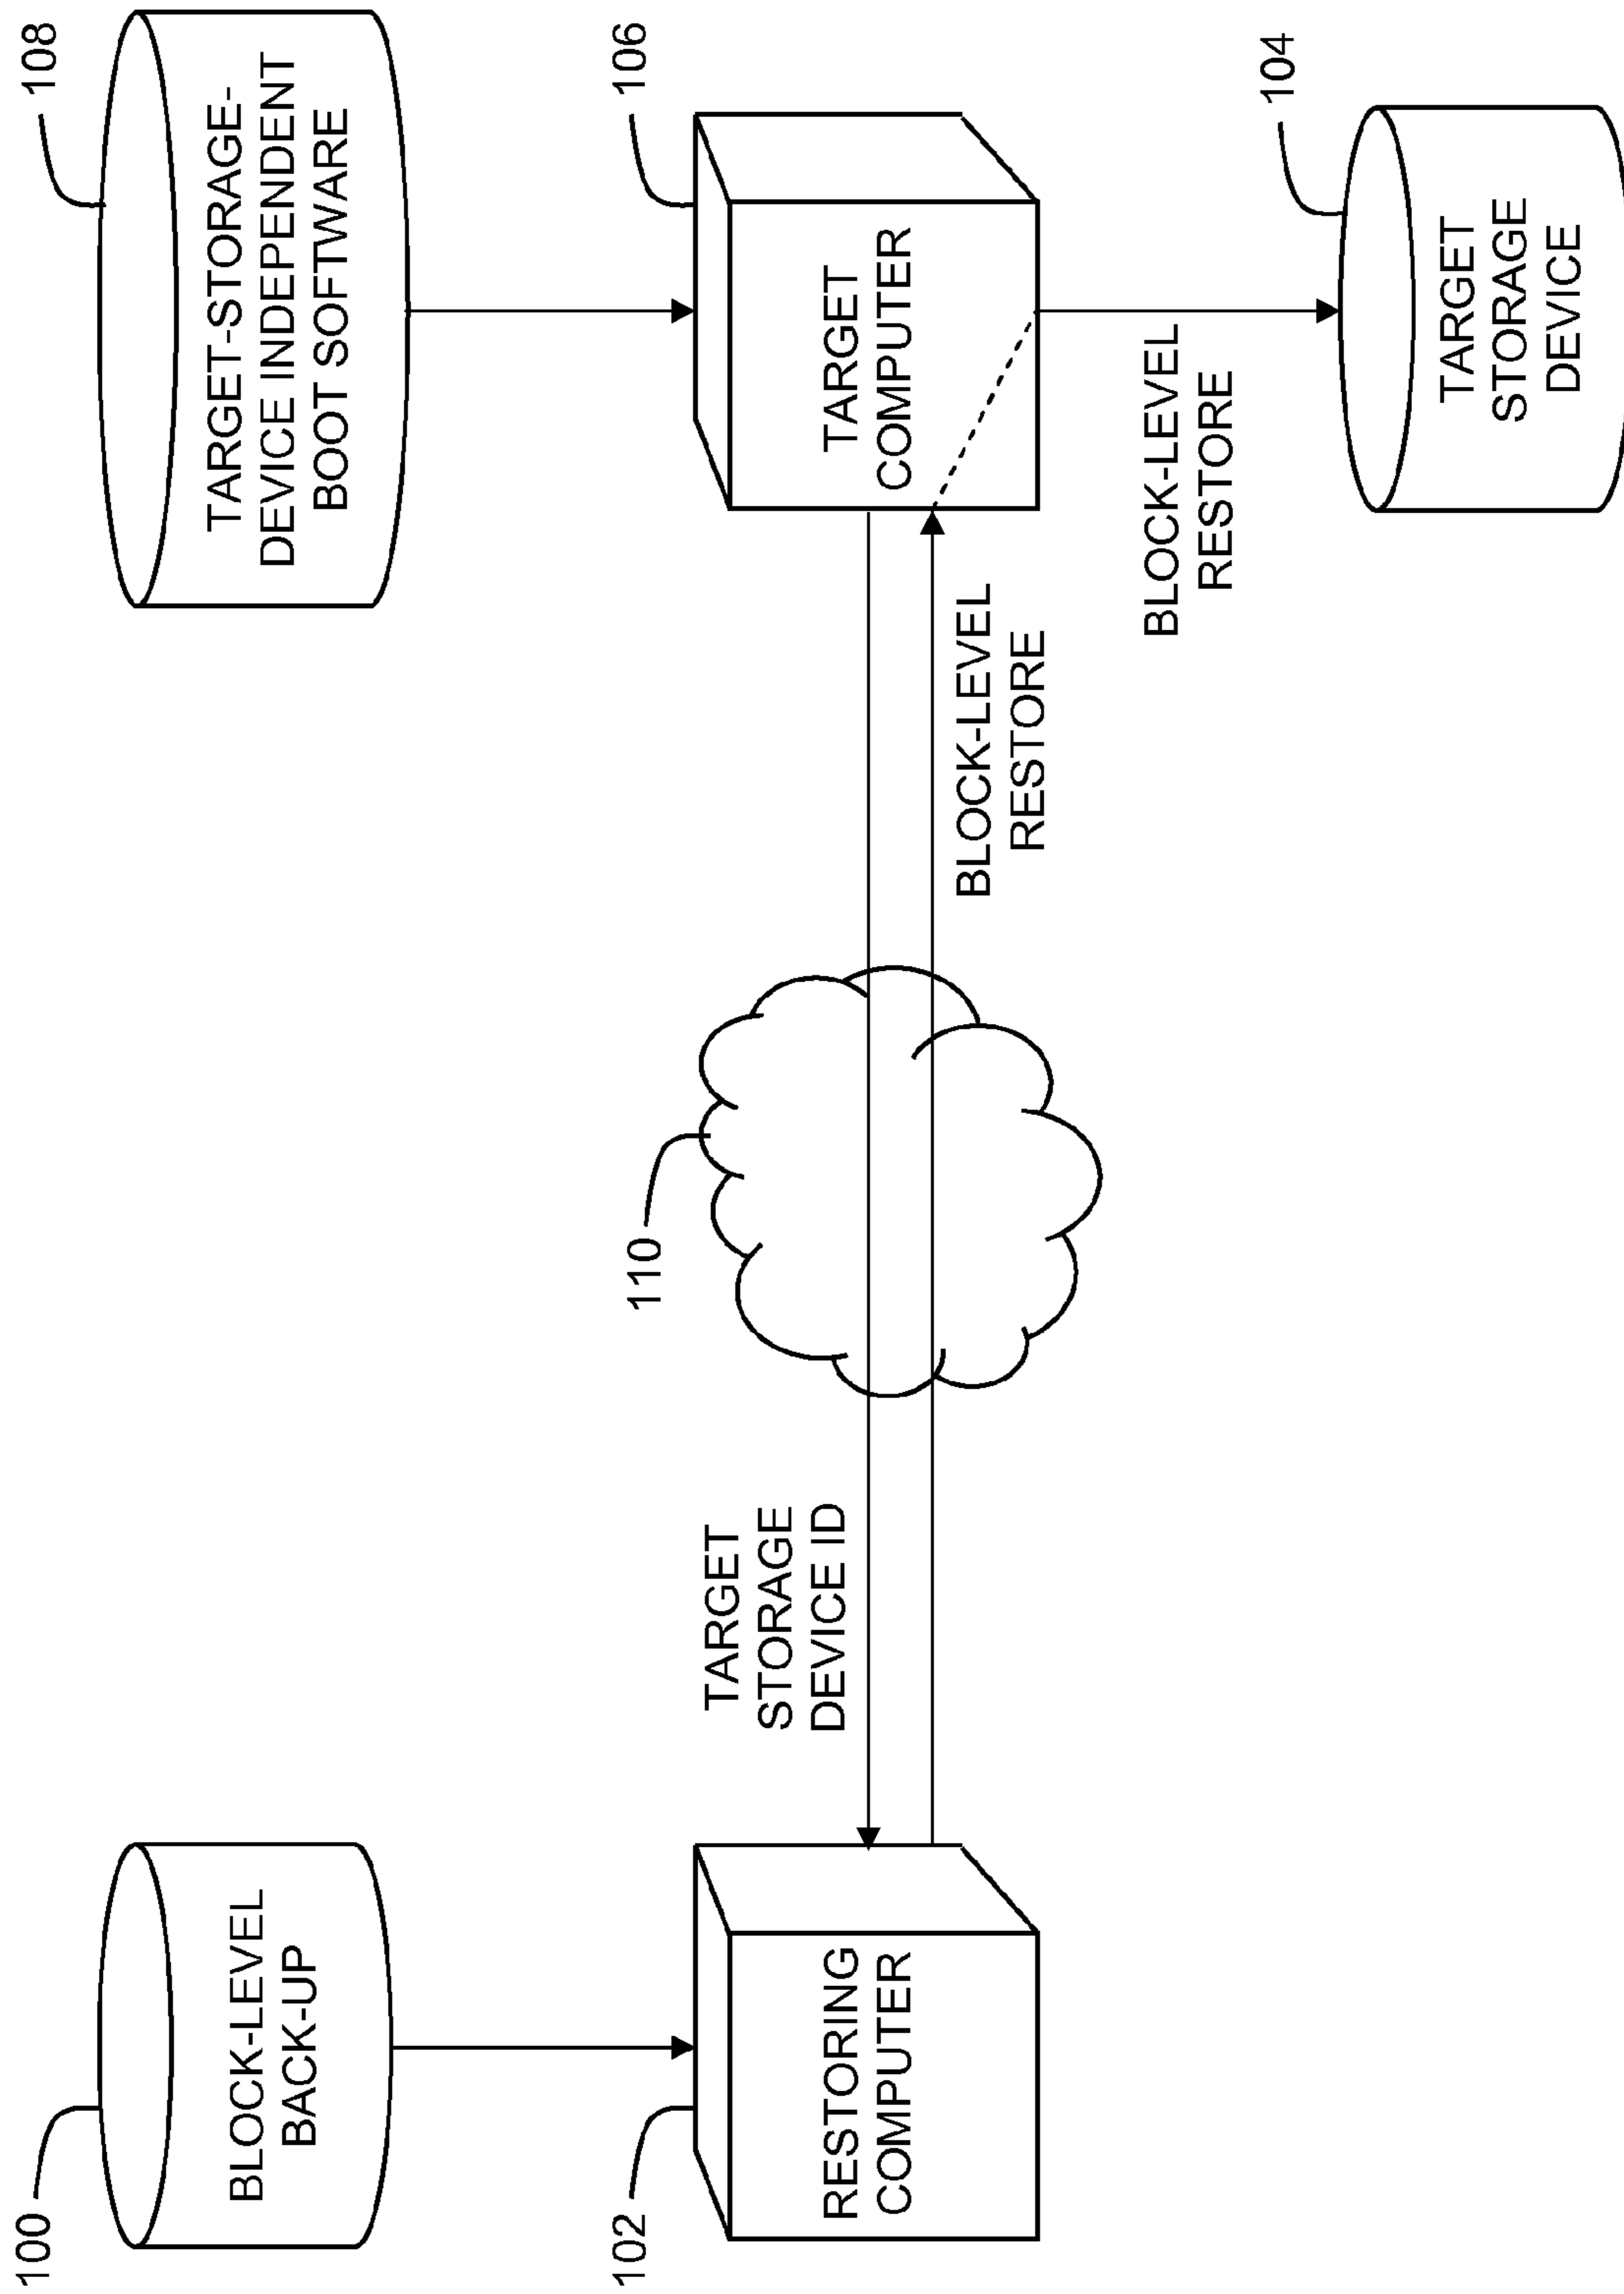 100
BLOCK-LEVEL
BACK-UP
108
TARGET-STORAGE-
DEVICE INDEPENDENT
BOOT SOFTWARE
102
RESTORING
COMPUTER
TARGET
STORAGE
DEVICE ID
110
BLOCK-LEVEL
RESTORE
106
TARGET
COMPUTER
BLOCK-LEVEL
RESTORE
104
TARGET
STORAGE
DEVICE